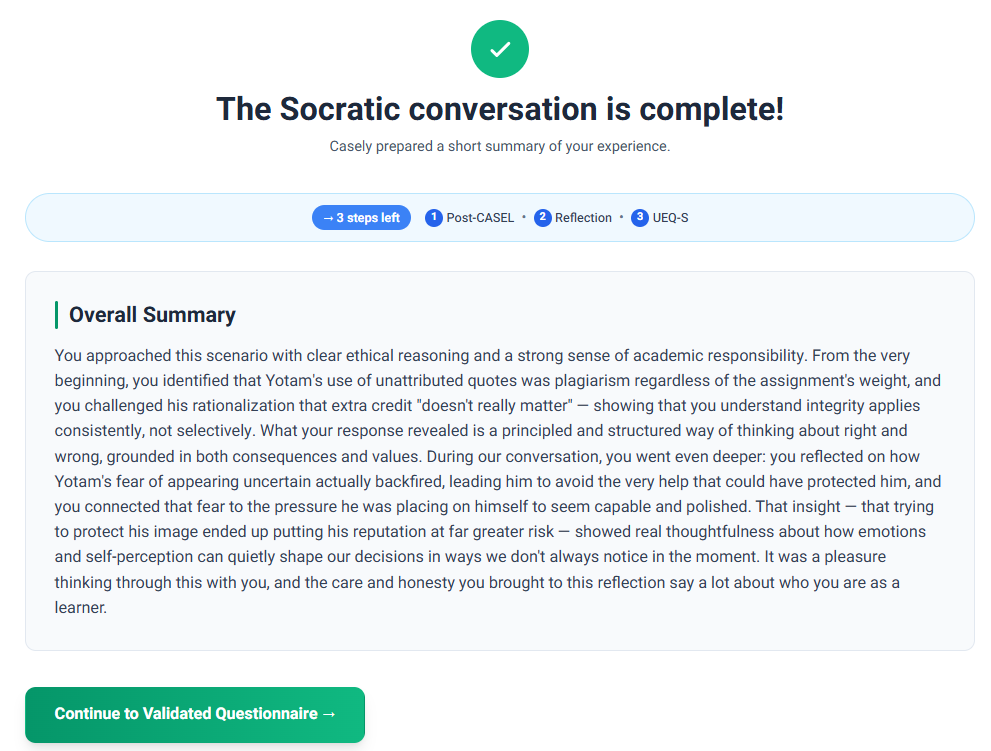 The Socratic conversation is complete!
Casely prepared a short summary of your experience.
→ 3 steps left 1 Post-CASEL • 2 Reflection • 3 UEQ-S
Overall Summary
You approached this scenario with clear ethical reasoning and a strong sense of academic responsibility. From the very
beginning, you identified that Yotam's use of unattributed quotes was plagiarism regardless of the assignment's weight, and
you challenged his rationalization that extra credit "doesn't really matter" — showing that you understand integrity applies
consistently, not selectively. What your response revealed is a principled and structured way of thinking about right and
wrong, grounded in both consequences and values. During our conversation, you went even deeper: you reflected on how
Yotam's fear of appearing uncertain actually backfired, leading him to avoid the very help that could have protected him, and
you connected that fear to the pressure he was placing on himself to seem capable and polished. That insight — that trying
to protect his image ended up putting his reputation at far greater risk — showed real thoughtfulness about how emotions
and self-perception can quietly shape our decisions in ways we don't always notice in the moment. It was a pleasure
thinking through this with you, and the care and honesty you brought to this reflection say a lot about who you are as a
learner.
Continue to Validated Questionnaire →